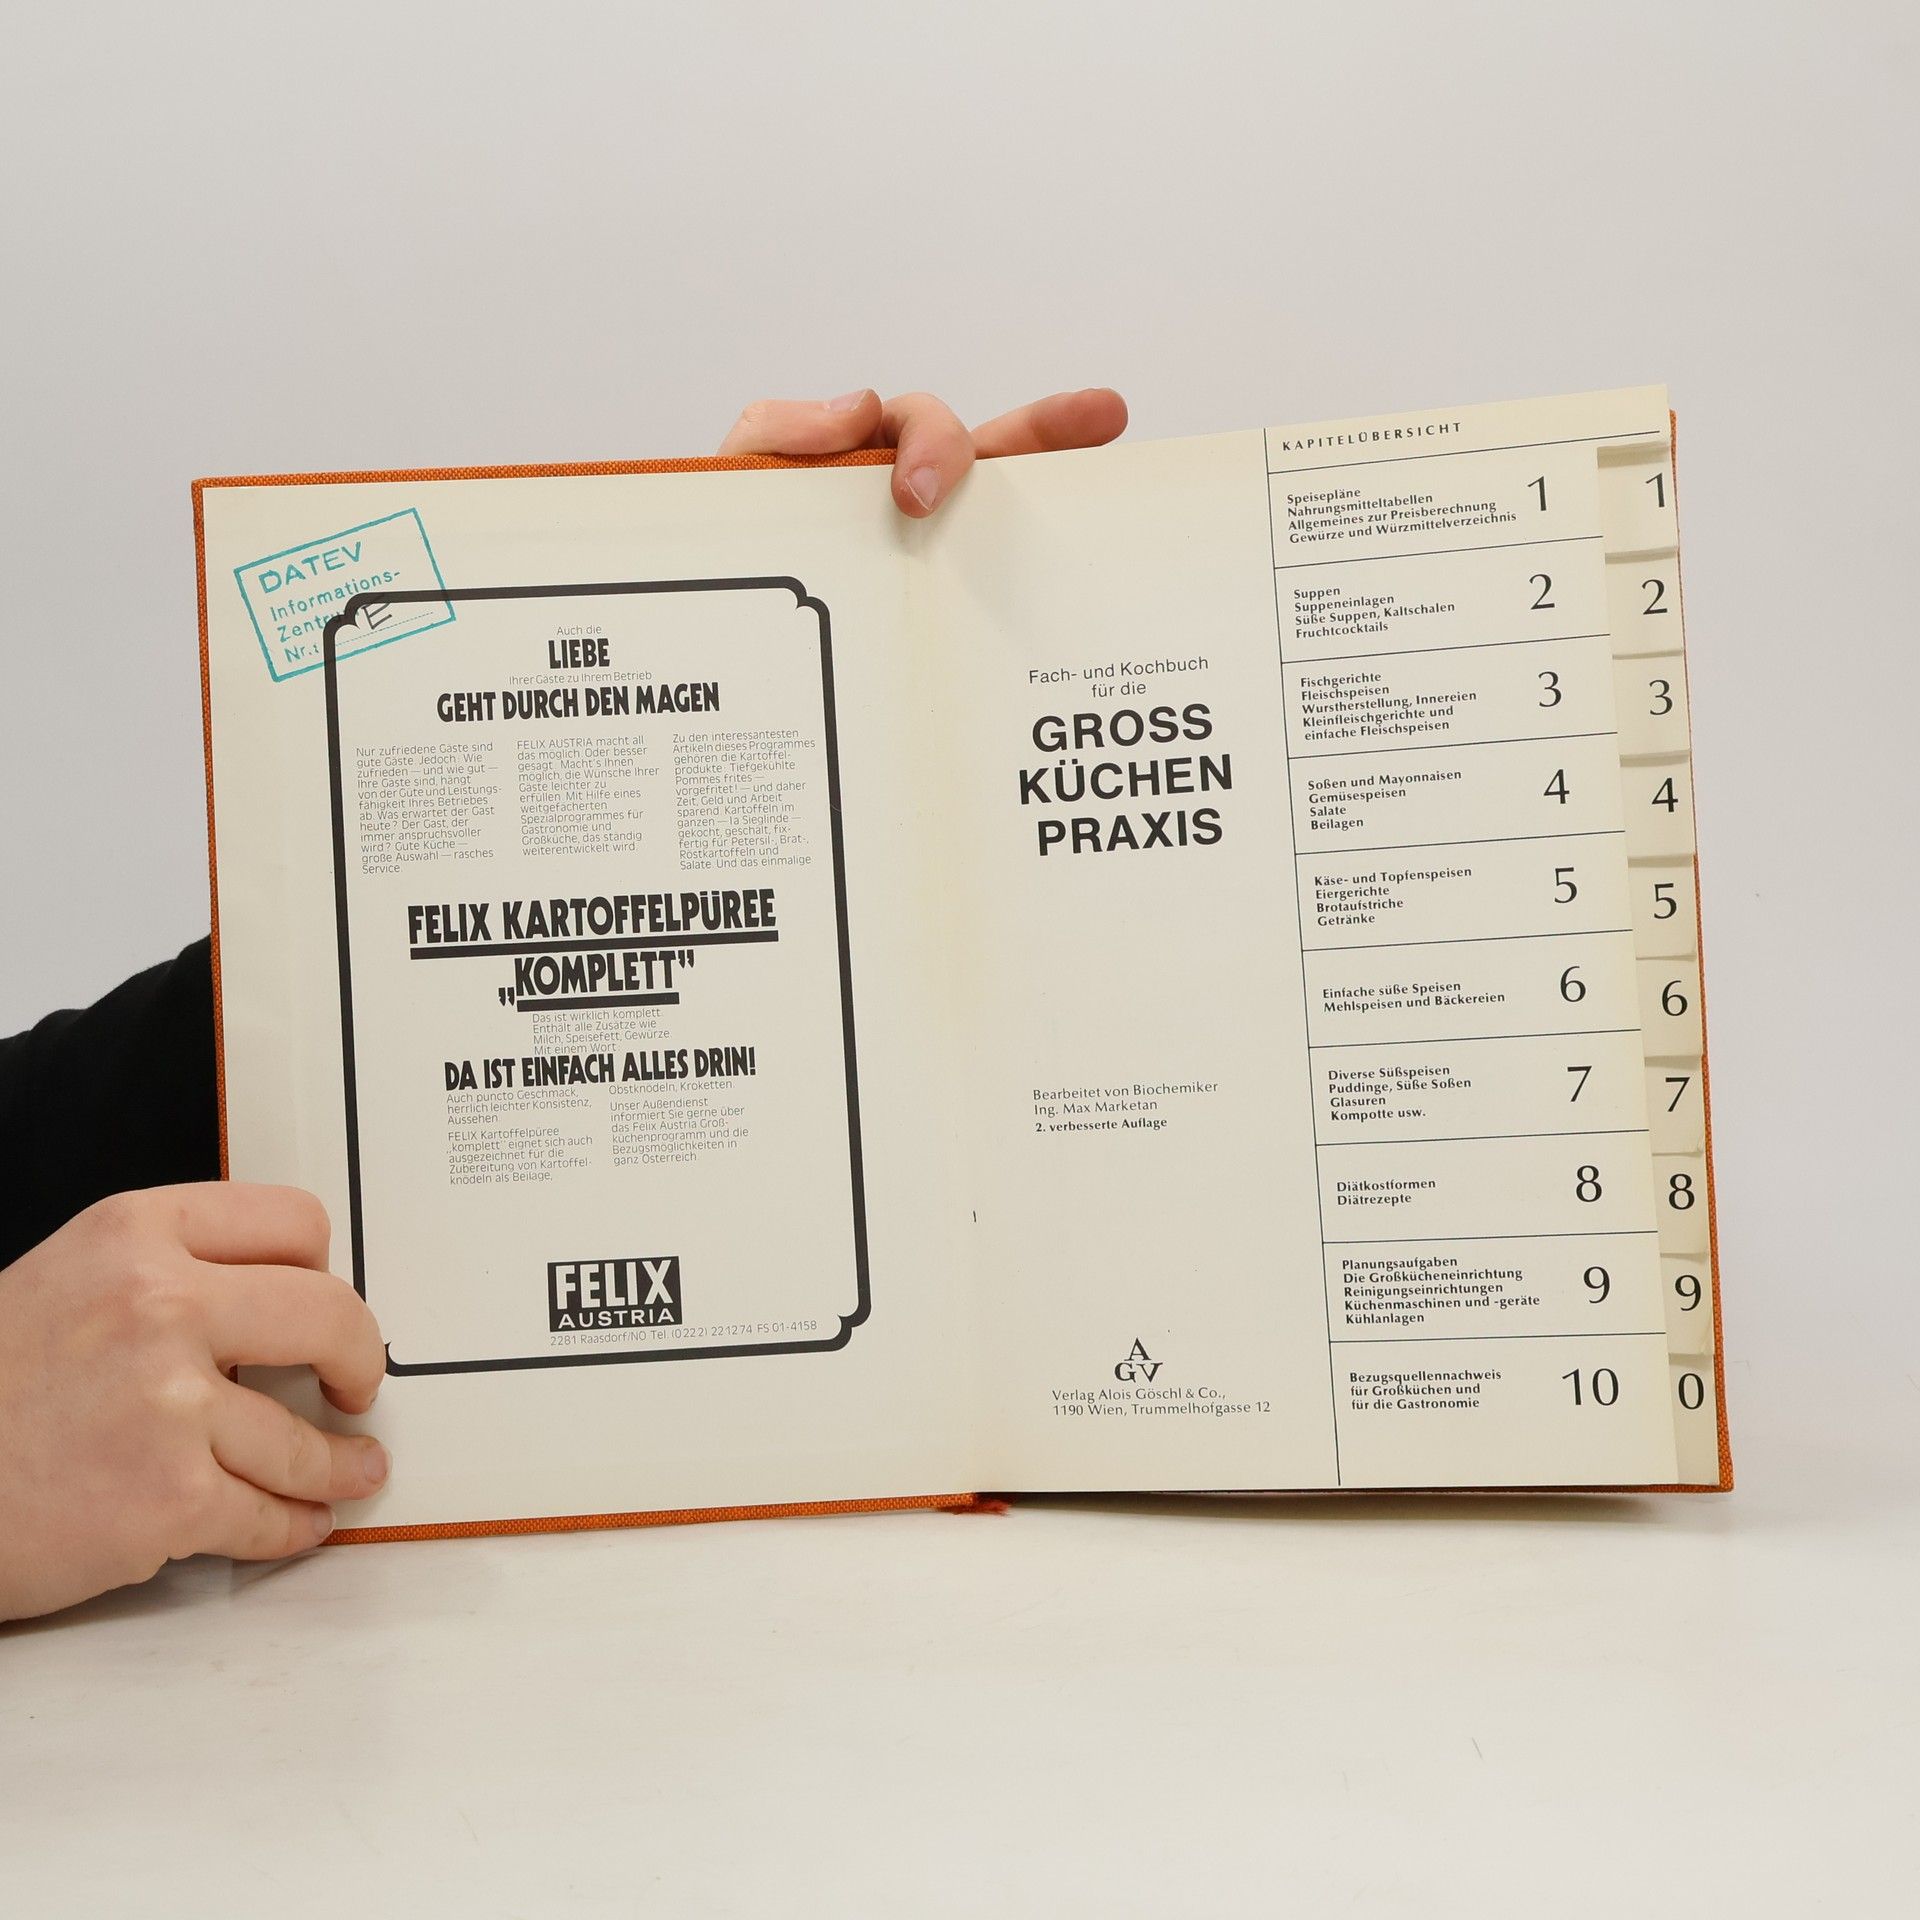 DATEV
Informations-
Zentrum
Nr.: E
Auch die
LIEBE
Ihrer Gäste zu Ihrem Betrieb
GEHT DURCH DEN MAGEN
Nur zufriedene Gäste sind
gute Gäste. Jedoch: Wie
zufrieden — und wie gut —
Ihre Gäste sind, hängt
von der Güte und Leistungs-
fähigkeit Ihres Betriebes
ab. Was erwartet der Gast
heute? Der Gast, der
immer anspruchsvoller
wird? Gute Küche —
große Auswahl — rasches
Service.
FELIX AUSTRIA macht all
das möglich. Oder besser
gesagt: Macht's Ihnen
möglich, die Wünsche Ihrer
Gäste leichter zu
erfüllen. Mit Hilfe eines
weitgefächerten
Spezialprogrammes für
Gastronomie und
Großküche, das ständig
weiterentwickelt wird.
Zu den interessantesten
Artikeln dieses Programmes
gehören die Kartoffel-
produkte: Tiefgekühlte
Pommes frites —
vorgefritet! — und daher
Zeit, Geld und Arbeit
sparend. Kartoffeln im
ganzen — Ia Sieglinde —
gekocht, geschält, fix-
fertig für Petersil-, Brat-,
Röstkartoffeln und
Salate. Und das einmalige
FELIX KARTOFFELPÜREE
„KOMPLETT”
Das ist wirklich komplett.
Enthält alle Zusätze wie
Milch, Speisefett, Gewürze.
Mit einem Wort:
DA IST EINFACH ALLES DRIN!
Auch puncto Geschmack,
herrlich leichter Konsistenz,
Aussehen.
FELIX Kartoffelpüree
„komplett” eignet sich auch
ausgezeichnet für die
Zubereitung von Kartoffel-
knödeln als Beilage,
Obstknödeln, Kroketten.
Unser Außendienst
informiert Sie gerne über
das Felix Austria Groß-
küchenprogramm und die
Bezugsmöglichkeiten in
ganz Österreich.
FELIX
AUSTRIA
2281 Raasdorf/NÖ Tel. (0222) 221274 FS 01-4158
Fach- und Kochbuch
für die
GROSS
KÜCHEN
PRAXIS
Bearbeitet von Biochemiker
Ing. Max Marketan
2. verbesserte Auflage
A
GV
Verlag Alois Göschl & Co.,
1190 Wien, Trummelhofgasse 12
KAPITELÜBERSICHT
Speisepläne
Nahrungsmitteltabellen
Allgemeines zur Preisberechnung
Gewürze und Würzmittelverzeichnis
1
Suppen
Suppeneinlagen
Süße Suppen, Kaltschalen
Fruchtcocktails
2
Fischgerichte
Fleischspeisen
Wurstherstellung, Innereien
Kleinfleischgerichte und
einfache Fleischspeisen
3
Soßen und Mayonnaisen
Gemüsespeisen
Salate
Beilagen
4
Käse- und Topfenspeisen
Eiergerichte
Brotaufstriche
Getränke
5
Einfache süße Speisen
Mehlspeisen und Bäckereien
6
Diverse Süßspeisen
Puddinge, Süße Soßen
Glasuren
Kompotte usw.
7
Diätkostformen
Diätrezepte
8
Planungsaufgaben
Die Großkücheneinrichtung
Reinigungseinrichtungen
Küchenmaschinen und -geräte
Kühlanlagen
9
Bezugsquellennachweis
für Großküchen und
für die Gastronomie
10
1
2
3
4
5
6
7
8
9
0